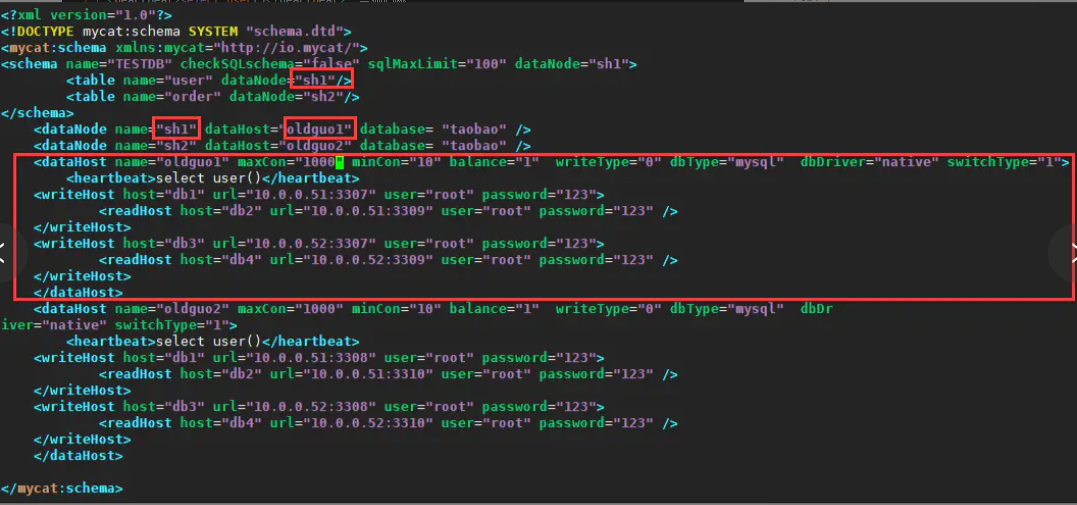 <?xml version="1.0"?>
<!DOCTYPE mycat:schema SYSTEM "schema.dtd">
<mycat:schema xmlns:mycat="http://io.mycat/">
<schema name="TESTDB" checkSQLschema="false" sqlMaxLimit="100" dataNode="sh1">
        <table name="user" dataNode="sh1"/>
        <table name="order" dataNode="sh2"/>
</schema>
    <dataNode name="sh1" dataHost="oldguo1" database= "taobao" />
    <dataNode name="sh2" dataHost="oldguo2" database= "taobao" />
    <dataHost name="oldguo1" maxCon="1000" minCon="10" balance="1"  writeType="0" dbType="mysql"  dbDriver="native" switchType="1">
        <heartbeat>select user()</heartbeat>
    <writeHost host="db1" url="10.0.0.51:3307" user="root" password="123">
            <readHost host="db2" url="10.0.0.51:3309" user="root" password="123" />
    </writeHost>
    <writeHost host="db3" url="10.0.0.52:3307" user="root" password="123">
            <readHost host="db4" url="10.0.0.52:3309" user="root" password="123" />
    </writeHost>
    </dataHost>
    <dataHost name="oldguo2" maxCon="1000" minCon="10" balance="1"  writeType="0" dbType="mysql"  dbDr
iver="native" switchType="1">
        <heartbeat>select user()</heartbeat>
    <writeHost host="db1" url="10.0.0.51:3308" user="root" password="123">
            <readHost host="db2" url="10.0.0.51:3310" user="root" password="123" />
    </writeHost>
    <writeHost host="db3" url="10.0.0.52:3308" user="root" password="123">
            <readHost host="db4" url="10.0.0.52:3310" user="root" password="123" />
    </writeHost>
    </dataHost>
</mycat:schema>